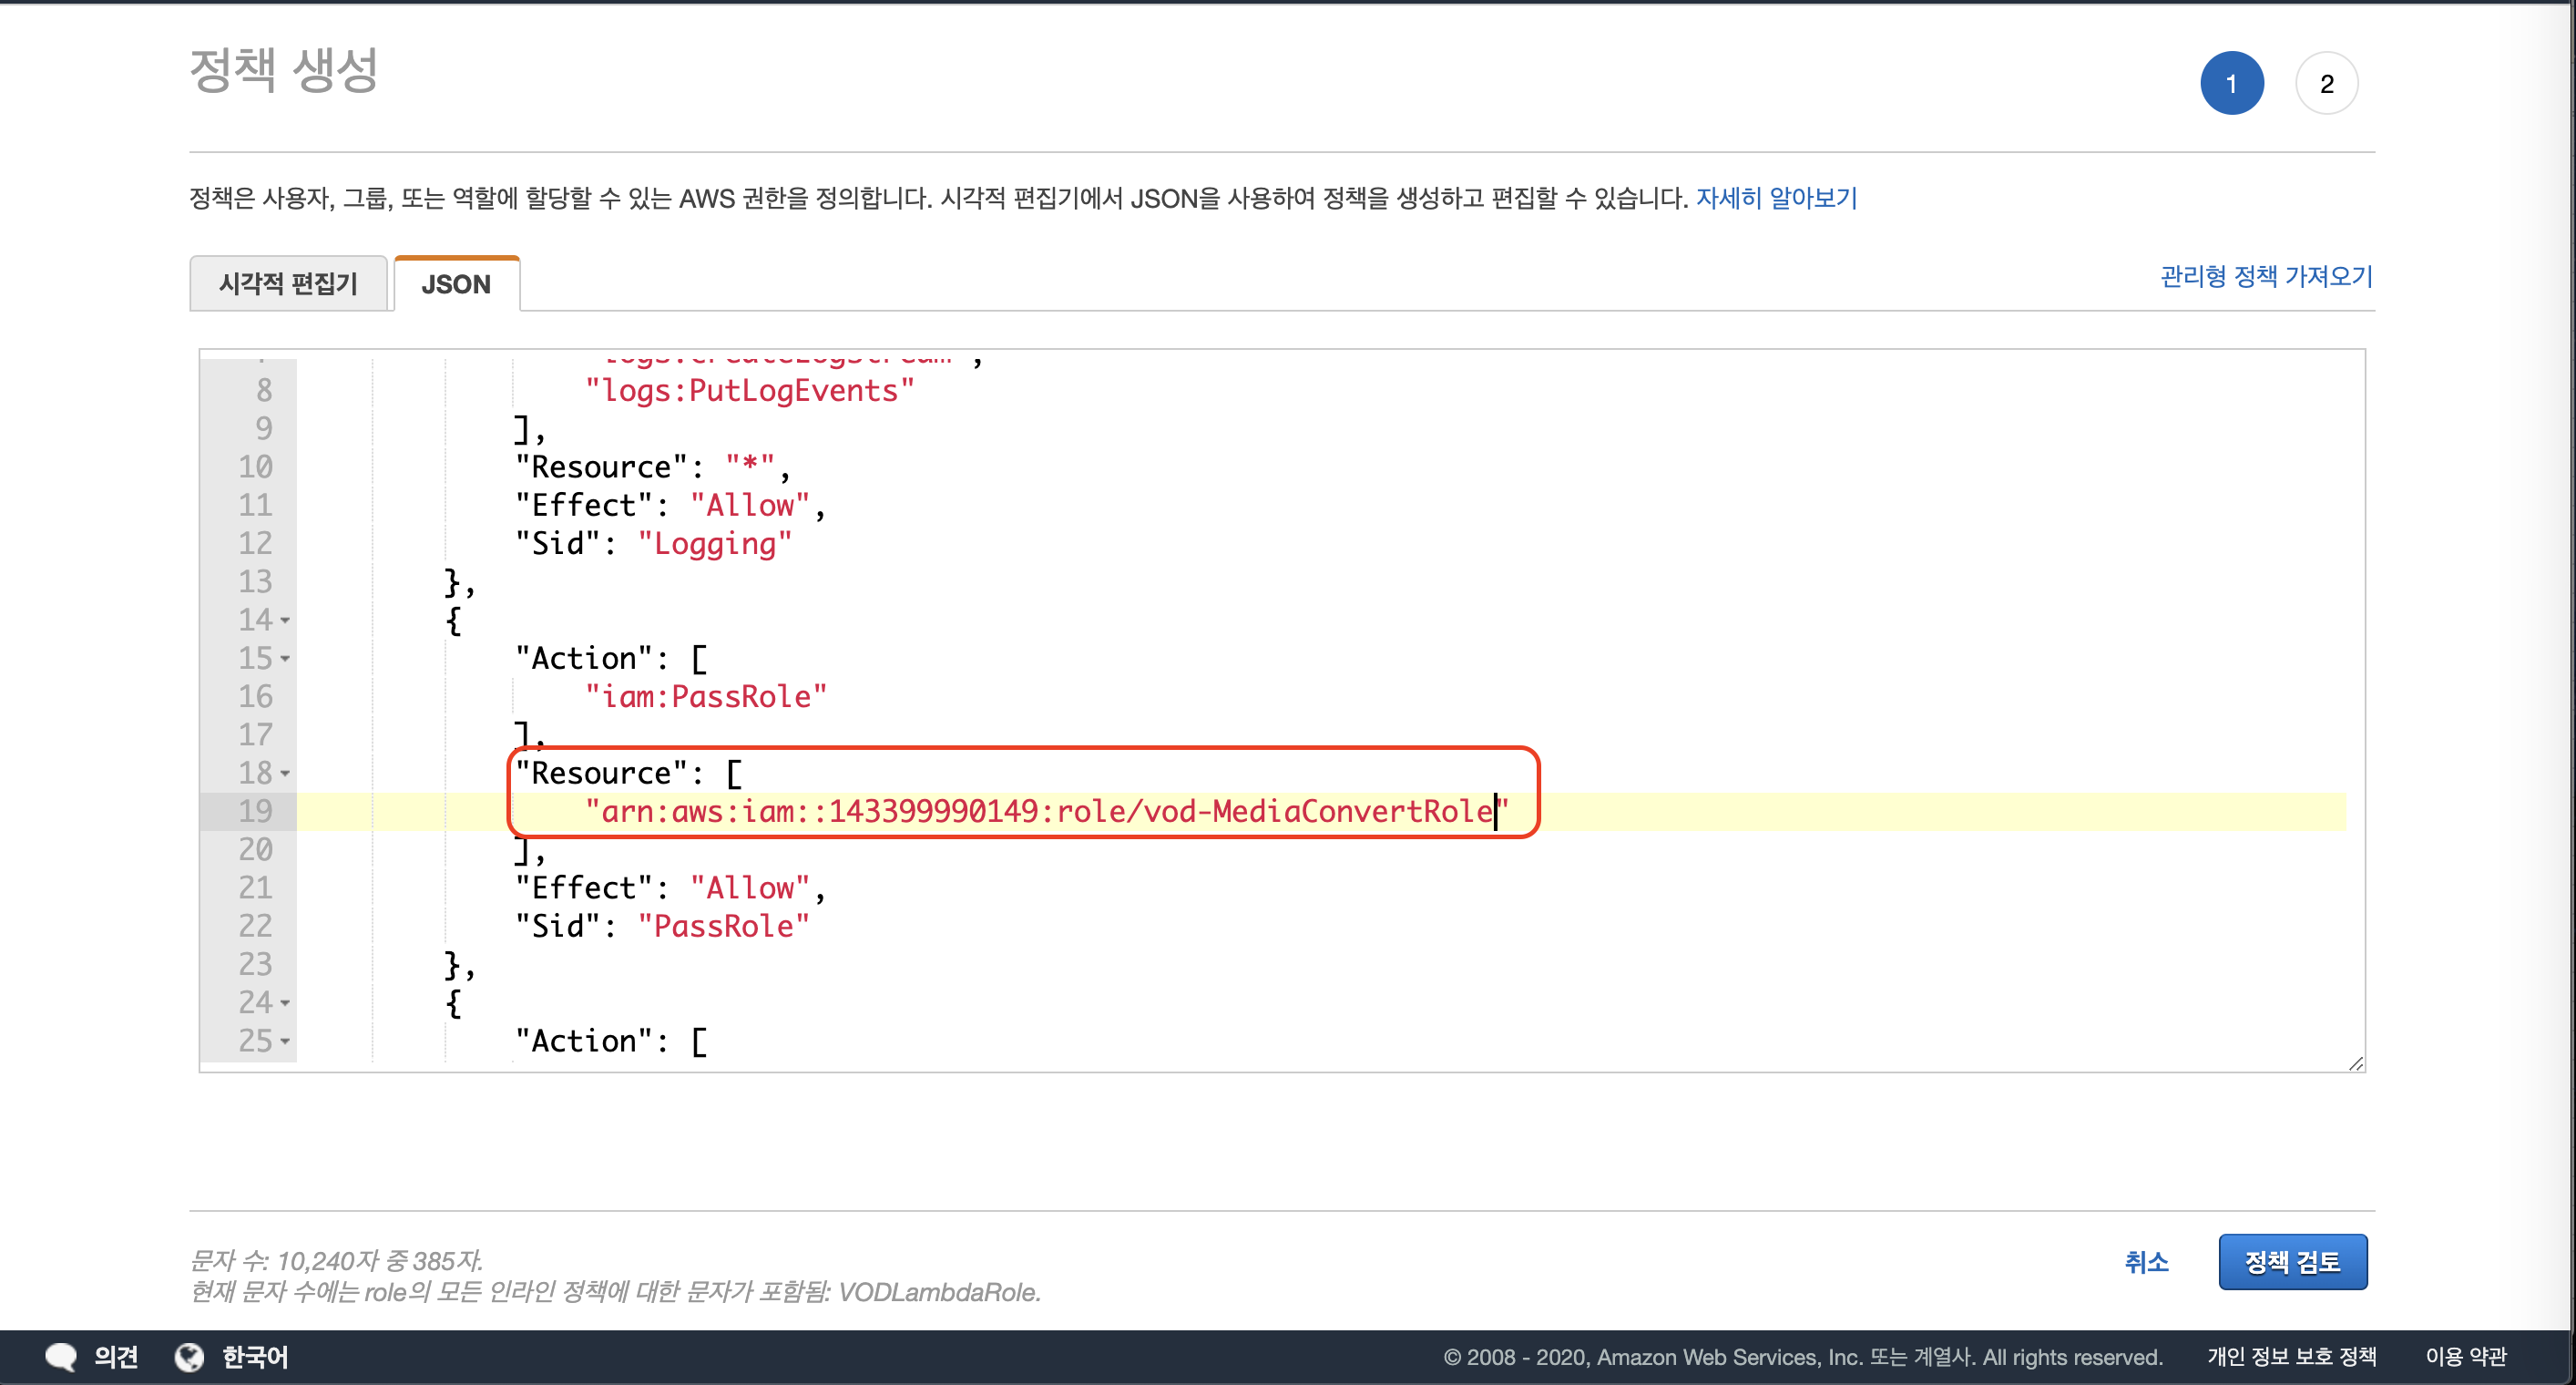 정책 생성
1
2
정책은 사용자, 그룹, 또는 역할에 할당할 수 있는 AWS 권한을 정의합니다. 시각적 편집기에서 JSON을 사용하여 정책을 생성하고 편집할 수 있습니다. 자세히 알아보기
시각적 편집기
JSON
관리형 정책 가져오기
"logs:CreateLogStream",
8 "logs:PutLogEvents"
9 ],
10 "Resource": "*",
11 "Effect": "Allow",
12 "Sid": "Logging"
13 },
14 {
15 "Action": [
16 "iam:PassRole"
17 ],
18 "Resource": [
19 "arn:aws:iam::143399990149:role/vod-MediaConvertRole"
20 ],
21 "Effect": "Allow",
22 "Sid": "PassRole"
23 },
24 {
25 "Action": [
문자 수: 10,240자 중 385자.
현재 문자 수에는 role의 모든 인라인 정책에 대한 문자가 포함됨: VODLambdaRole.
취소
정책 검토
의견
한국어
© 2008 - 2020, Amazon Web Services, Inc. 또는 계열사. All rights reserved.
개인 정보 보호 정책
이용 약관